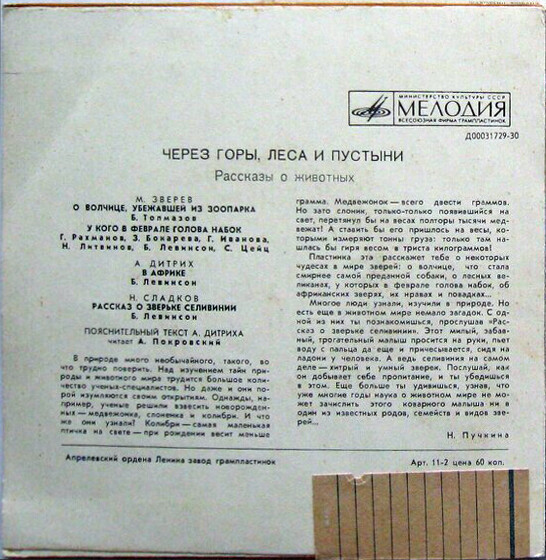 МИНИСТЕРСТВО КУЛЬТУРЫ СССР
МЕЛОДИЯ
ВСЕСОЮЗНАЯ ФИРМА ГРАМПЛАСТИНОК
Д00031729-30
ЧЕРЕЗ ГОРЫ, ЛЕСА И ПУСТЫНИ
Рассказы о животных
М. ЗВЕРЕВ
О ВОЛЧИЦЕ, УБЕЖАВШЕЙ ИЗ ЗООПАРКА
Б. Толмазов
У КОГО В ФЕВРАЛЕ ГОЛОВА НАБОК
Г. Рахманов, З. Бокарева, Г. Иванова,
Н. Литвинов, Б. Левинсон, С. Цейц
А. ДИТРИХ
В АФРИКЕ
Б. Левинсон
Н. СЛАДКОВ
РАССКАЗ О ЗВЕРЬКЕ СЕЛИВИНИИ
Б. Левинсон
ПОЯСНИТЕЛЬНЫЙ ТЕКСТ А. ДИТРИХА
читает А. Покровский
В природе много необычайного, такого, во
что трудно поверить. Над изучением тайн при-
роды и животного мира трудится большое коли-
чество ученых-специалистов. Но даже и они по-
рой изумляются своим открытиям. Однажды, на-
пример, ученые решили взвесить новорожден-
ных — медвежонка, слоненка и колибри. И что
же они узнали? Колибри — самая маленькая
птичка на свете — при рождении весит меньше
грамма. Медвежонок — всего двести граммов.
Но зато слоник, только-только появившийся на
свет, перетянул бы на весах полторы тысячи мед-
вежат! А ставить бы его пришлось на весы, ко-
торыми измеряют тонны груза: только там на-
шлась бы гиря весом в триста килограммов!
Пластинка эта расскажет тебе о некоторых
чудесах в мире зверей: о волчице, что стала
смирнее самой преданной собаки, о лесных ве-
ликанах, у которых в феврале голова набок, об
африканских зверях, их нравах и повадках...
Многое люди узнали, изучили в природе. Но
есть еще в животном мире немало загадок. С од-
ной из них ты познакомишься, прослушав «Рас-
сказ о зверьке селивинии». Этот милый, забав-
ный, трогательный малыш просится на руки, пьет
воду с пальца да еще и причесывается, сидя на
ладони у человека. А ведь селивиния на самом
деле — хитрый и умный зверек. Послушай, как
он добывает себе пропитание, и ты убедишься
в этом. Еще больше ты удивишься, узнав, что
уже многие годы наука о животном мире не мо-
жет зачислить этого коварного малыша ни в
один из известных родов, семейств и видов зве-
рей...
Н. Пучкина
Апрелевский ордена Ленина завод грампластинок
Арт. 11-2 цена 60 коп.